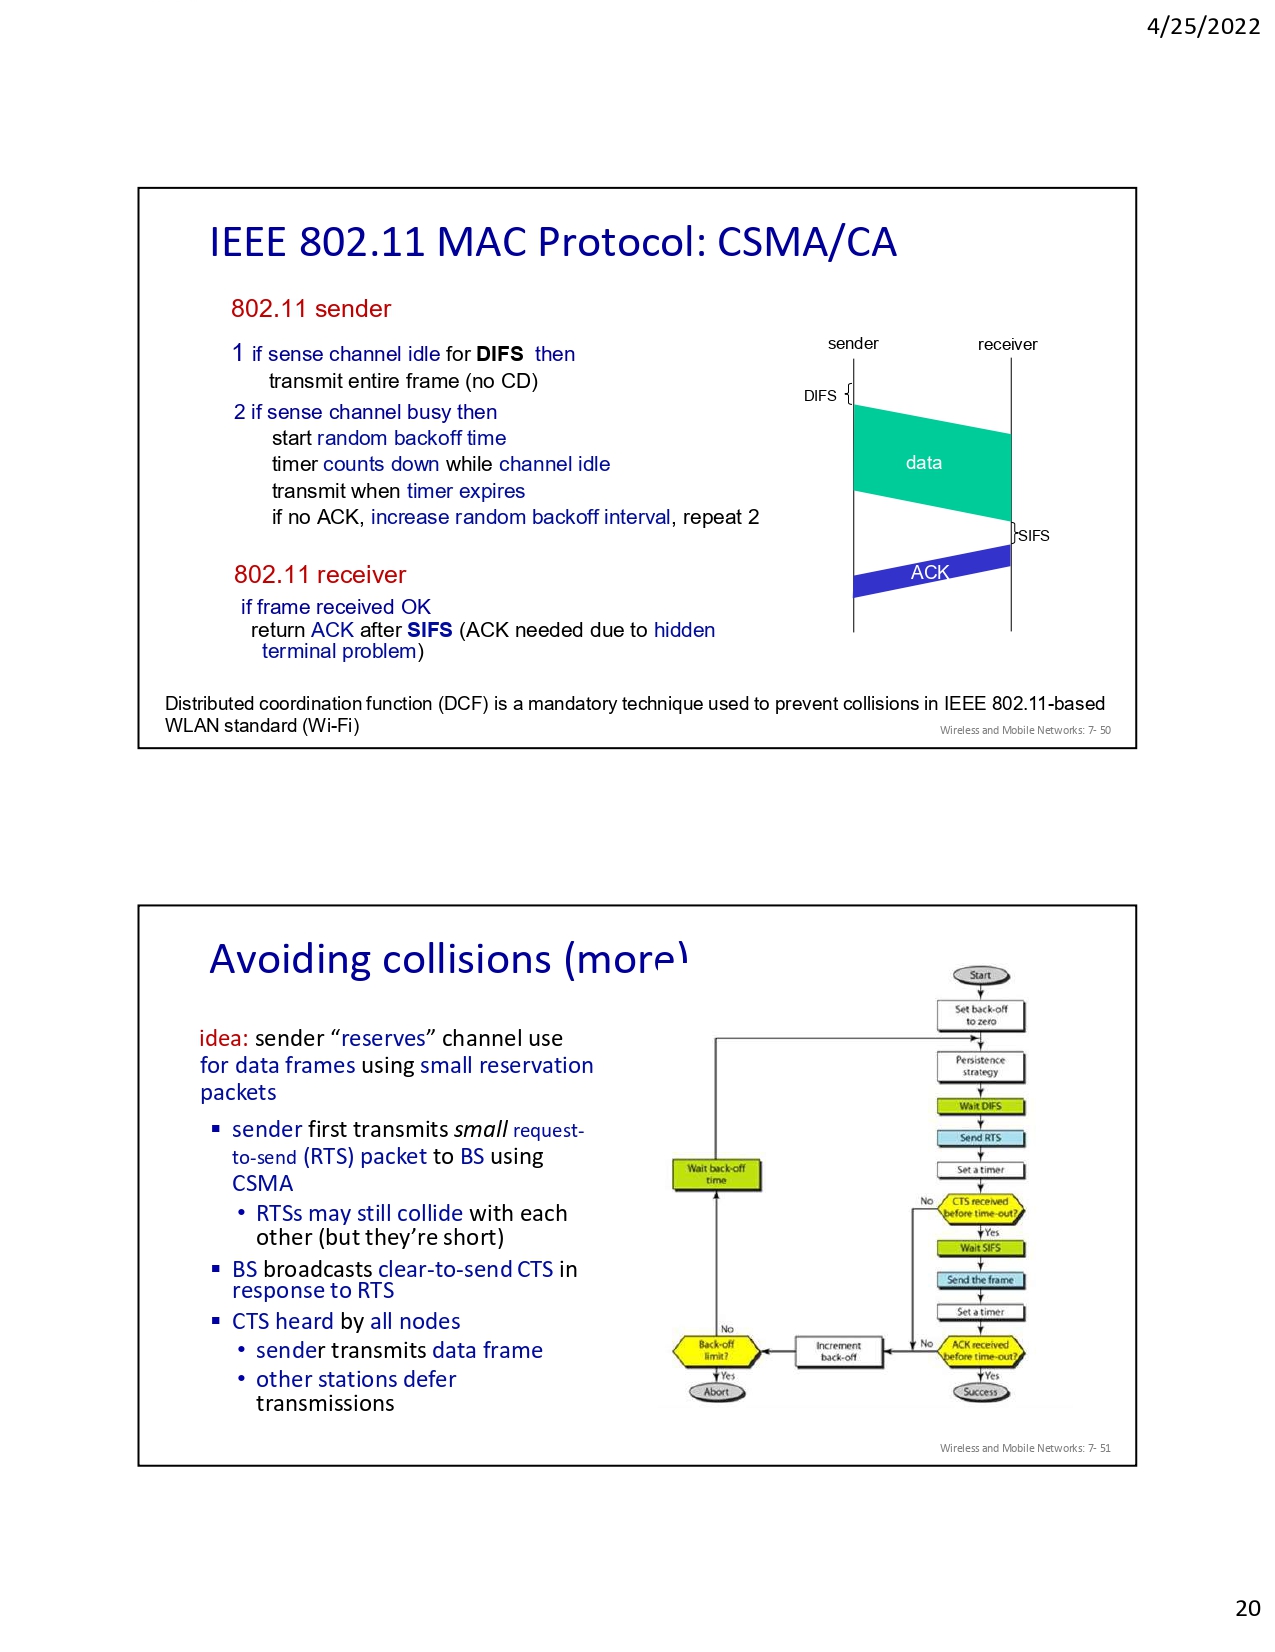 4/25/2022
IEEE 802.11 MAC Protocol: CSMA/CA
802.11 sender
1 if sense channel idle for DIFS then
transmit entire frame (no CD)
2 if sense channel busy then
start random backoff time
timer counts down while channel idle
transmit when timer expires
if no ACK, increase random backoff interval, repeat 2
802.11 receiver
if frame received OK
return ACK after SIFS (ACK needed due to hidden
terminal problem)
sender
receiver
DIFS
data
SIFS
ACK
Distributed coordination function (DCF) is a mandatory technique used to prevent collisions in IEEE 802.11-based
WLAN standard (Wi-Fi)
Wireless and Mobile Networks: 7- 50
Avoiding collisions (more)
idea: sender “reserves” channel use
for data frames using small reservation
packets
▪ sender first transmits small request-
to-send (RTS) packet to BS using
CSMA
• RTSs may still collide with each
other (but they’re short)
▪ BS broadcasts clear-to-send CTS in
response to RTS
▪ CTS heard by all nodes
• sender transmits data frame
• other stations defer
transmissions
Start
Set back-off
to zero
Persistence
strategy
Wait DIFS
Send RTS
Set a timer
No
CTS received
before time-out?
Yes
Wait SIFS
Send the frame
Set a timer
No
ACK received
before time-out?
Yes
Success
Increment
back-off
Wait back-off
time
No
Back-off
limit?
Yes
Abort
Wireless and Mobile Networks: 7- 51
20